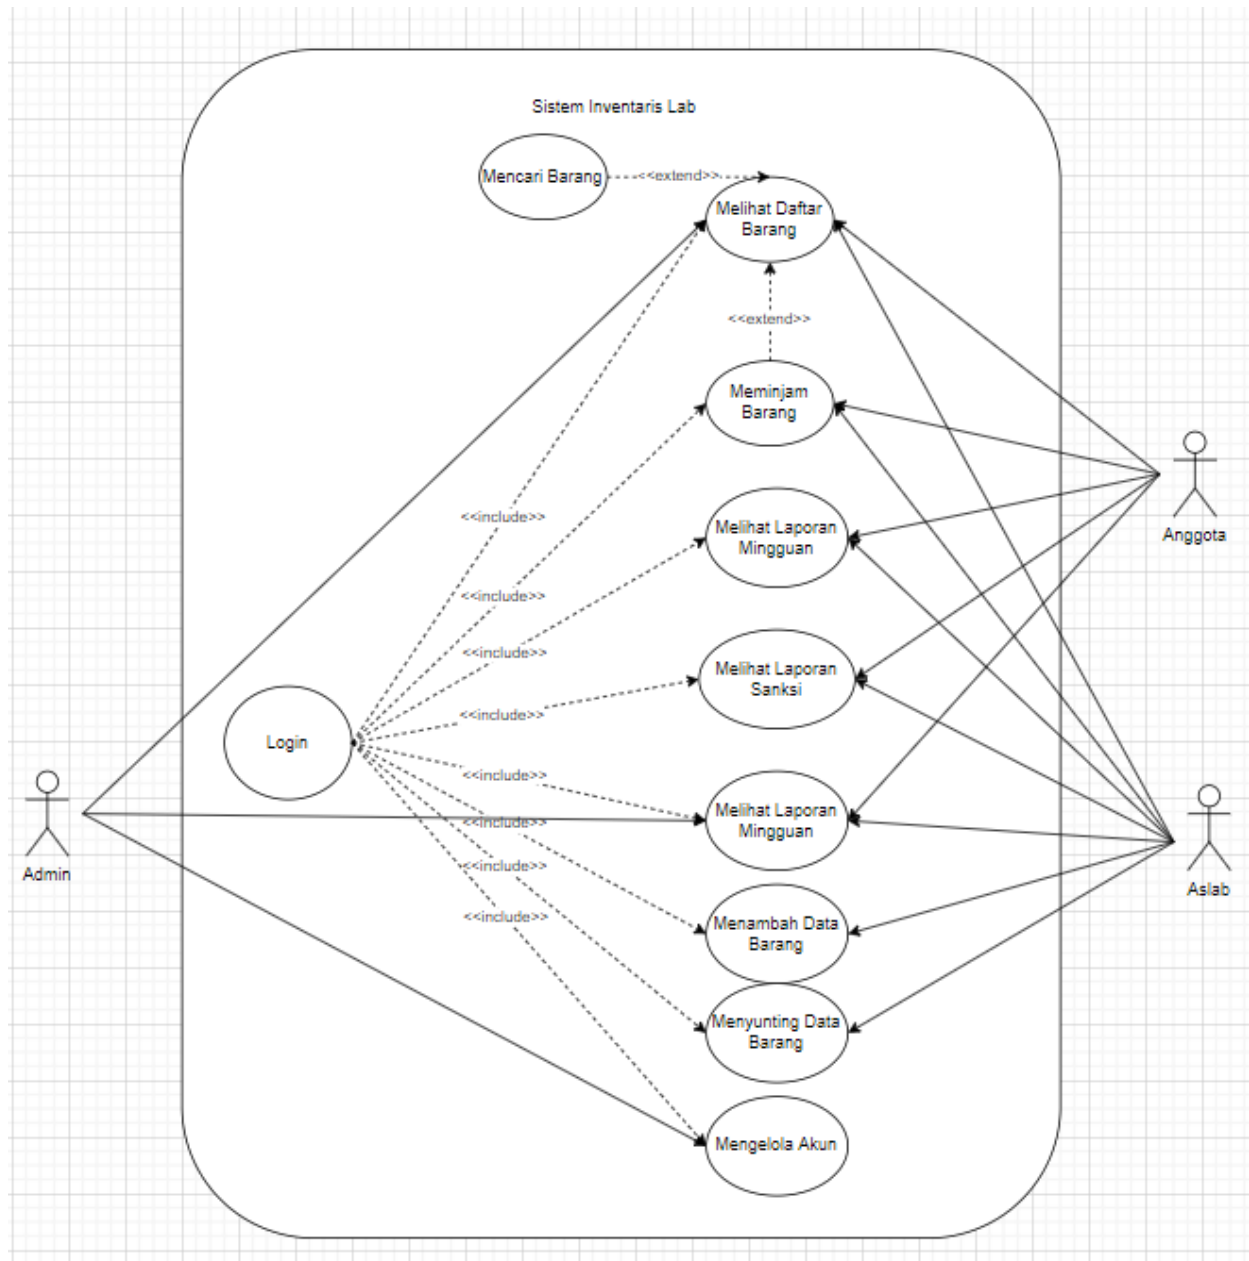 Sistem Inventaris Lab
Mencari Barang
<<extend>>
Melihat Daftar
Barang
<<extend>>
Meminjam
Barang
<<include>>
Melihat Laporan
Mingguan
<<include>>
<<include>>
Melihat Laporan
Sanksi
<<include>>
Login
<<include>>
Melihat Laporan
Mingguan
<<include>>
<<include>>
<<include>>
Menambah Data
Barang
Menyunting Data
Barang
Mengelola Akun
Admin
Anggota
Aslab